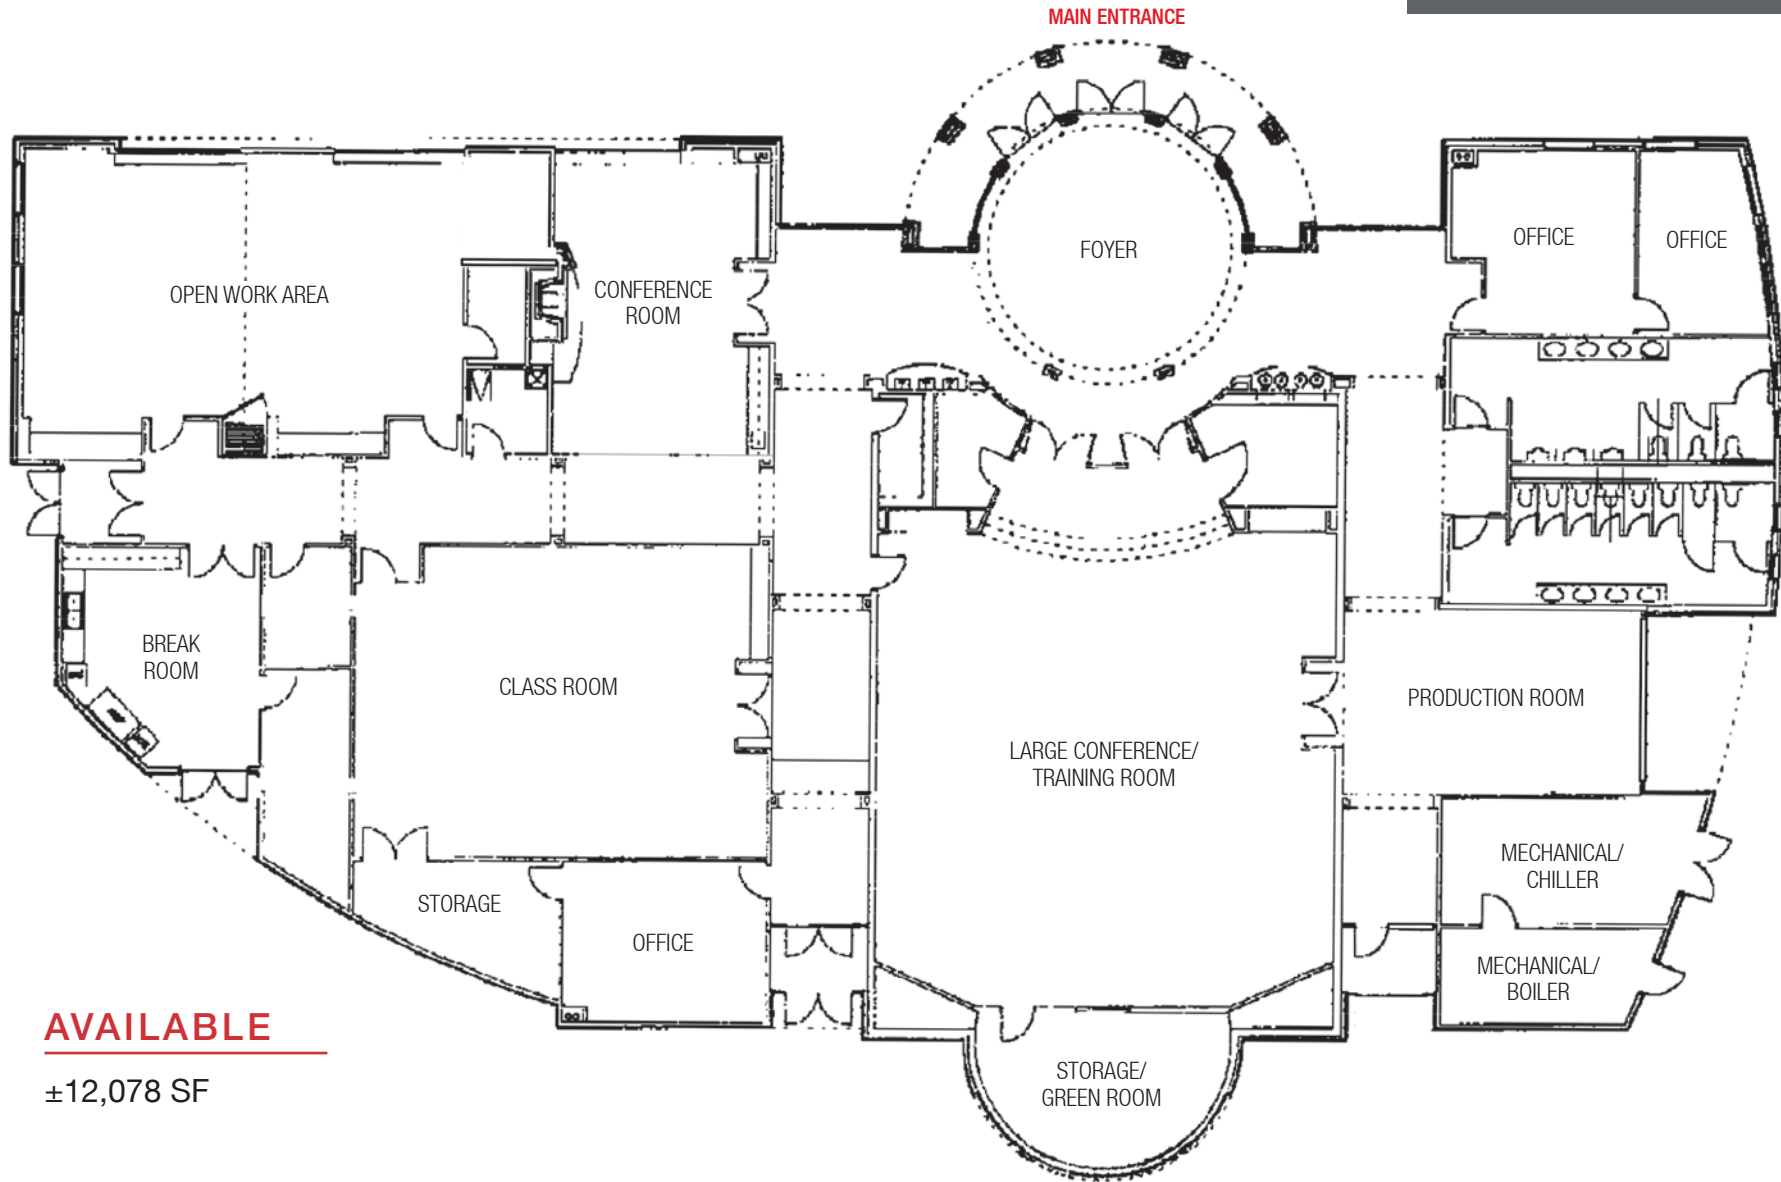 MAIN ENTRANCE
FOYER
OFFICE
OFFICE
OPEN WORK AREA
CONFERENCE
ROOM
BREAK
ROOM
CLASS ROOM
PRODUCTION ROOM
LARGE CONFERENCE/
TRAINING ROOM
MECHANICAL/
CHILLER
STORAGE
OFFICE
MECHANICAL/
BOILER
AVAILABLE
±12,078 SF
STORAGE/
GREEN ROOM